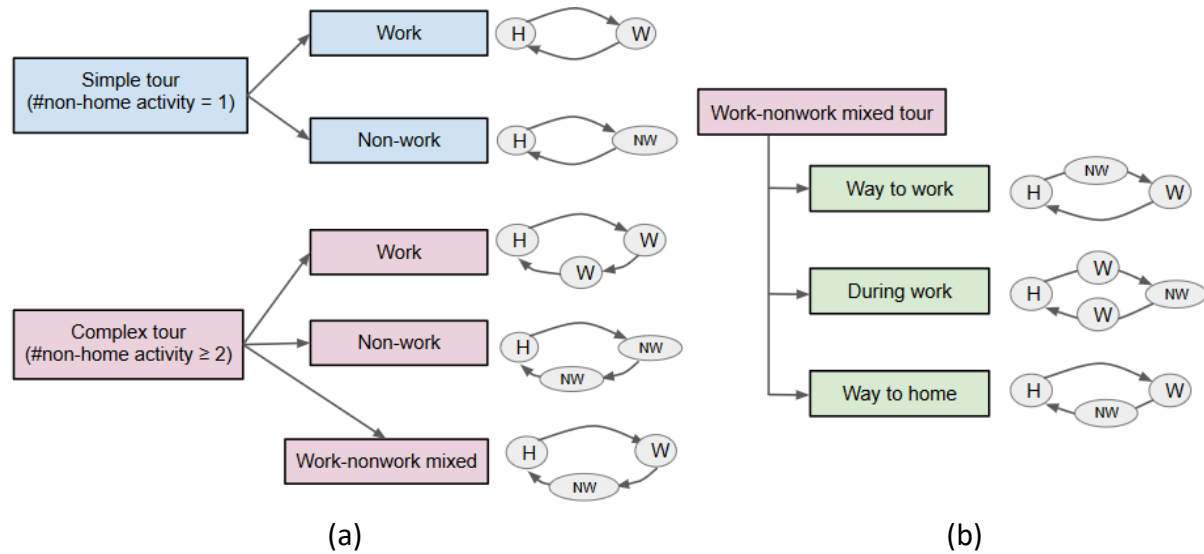 Work
H
W
Simple tour
(#non-home activity = 1)
Non-work
H
NW
Work
H
W
W
Complex tour
(#non-home activity ≥ 2)
Non-work
H
NW
NW
Work-nonwork mixed
H
W
NW
(a)
Work-nonwork mixed tour
Way to work
H
NW
W
During work
H
W
NW
W
Way to home
H
W
NW
(b)